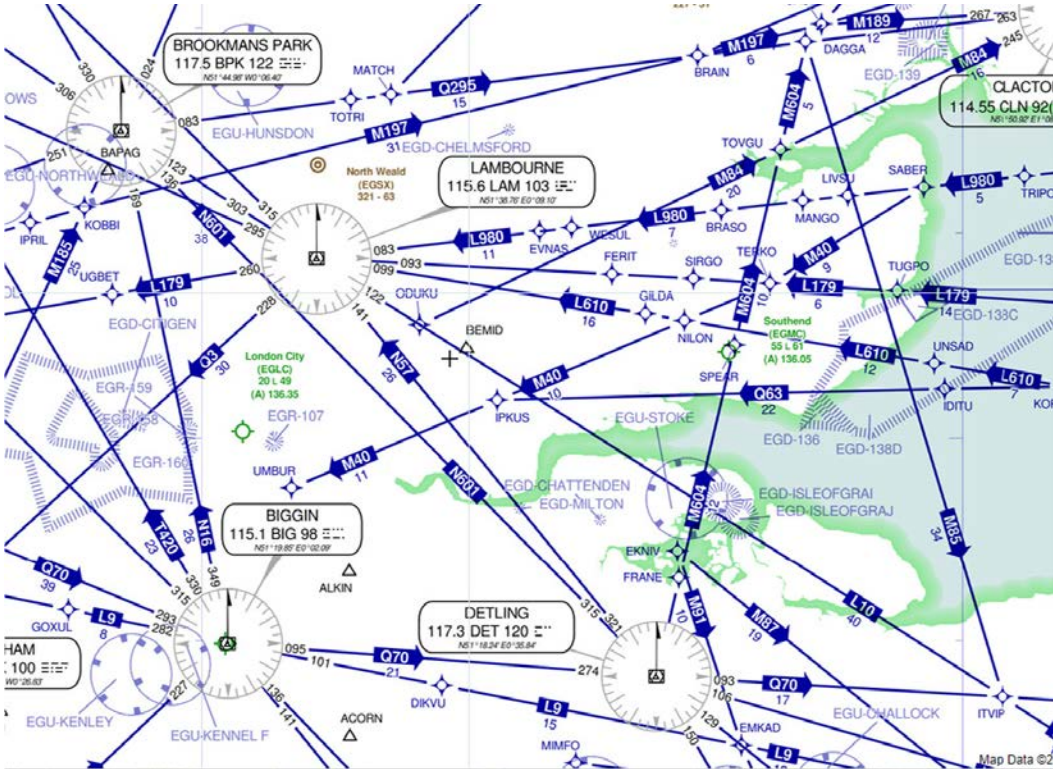 330
306
024
BROOKMANS PARK
117.5 BPK 122
N51°44.98' W0°06.40'
OWS
083
EGU-HUNSDON
MATCH
Q295
15
TOTRI
BRAIN
M197
6
M189
12
DAGGA
267
263
245
M84
16
EGD-139
M604
5
CLACTO
114.55 CLN 92(
M197
31
EGD-CHELMSFORD
251
BAPAG
EGD-NORTHWEALD
123
136
169
North Weald
(EGSX)
321 - 63
LAMBOURNE
115.6 LAM 103
N51°38.76' E0°09.10'
TOVGU
M84
20
LIVSU
SABER
L980
5
TRIPO
IPRIL
KOBBI
N601
38
303
295
315
M185
25
083
L980
11
EVNAS
WESUL
L980
7
BRASO
MANGO
TERKO
M40
9
UGBET
L179
10
260
093
099
FERIT
SIRGO
M604
10
L179
6
TUGPO
L179
14
EGD-138C
EGD-CITIGEN
228
122
141
ODUKU
L610
16
GILDA
NILON
Southend
(EGMC)
55 L 61
(A) 136.05
L610
12
UNSAD
L610
7
Q3
30
London City
(EGLC)
20 L 49
(A) 136.35
N57
26
BEMID
SPEAR
EGR-159
EGR-158
EGR-107
EGR-160
M40
10
IPKUS
Q63
22
IDITU
EGU-STOKE
EGD-136
EGD-138D
M40
11
UMBUR
N601
EGD-CHATTENDEN
EGD-MILTON
M604
EGD-ISLEOFGRAI
EGD-ISLEOFGRAJ
M85
34
T420
23
N16
26
BIGGIN
115.1 BIG 98
N51°19.85' E0°02.09'
EKNIV
FRANE
10
M91
M87
19
L10
40
Q70
39
L9
8
GOXUL
293
282
315
330
349
ALKIN
DETLING
117.3 DET 120
N51°18.24' E0°35.84'
315
321
HAM
100
095
101
Q70
21
274
093
106
Q70
17
ITVIP
227
136
141
DIKVU
L9
15
ACORN
MIMFO
129
150
EMKAD
L9
EGU-CHALLOCK
EGU-KENLEY
EGU-KENNEL F
Map Data ©2